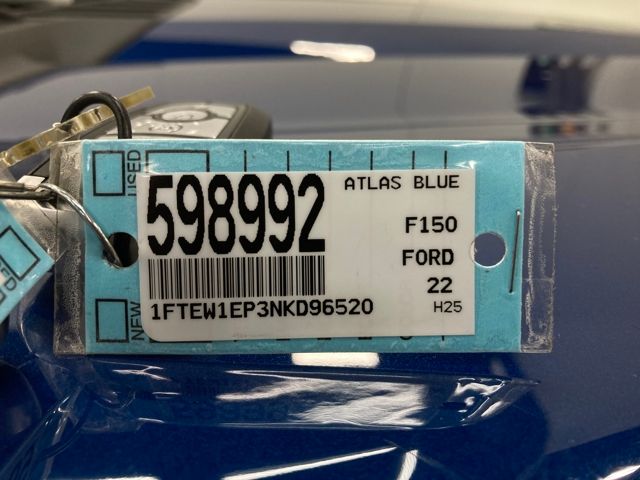 USED
ATLAS BLUE
598992
F150
FORD
22
1FTEW1EP3NKD96520
H25
NEW